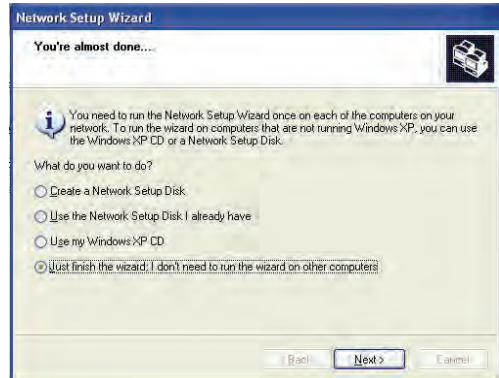 Network Setup Wizard
You're almost done....
You need to run the Network Setup Wizard once on each of the computers on your
network. To run the wizard on computers that are not running Windows XP, you can use
the Windows XP CD or a Network Setup Disk.
What do you want to do?
Create a Network Setup Disk
Use the Network Setup Disk I already have
Use my Windows XP CD
Just finish the wizard; I don't need to run the wizard on other computers
< Back Next > Cancel